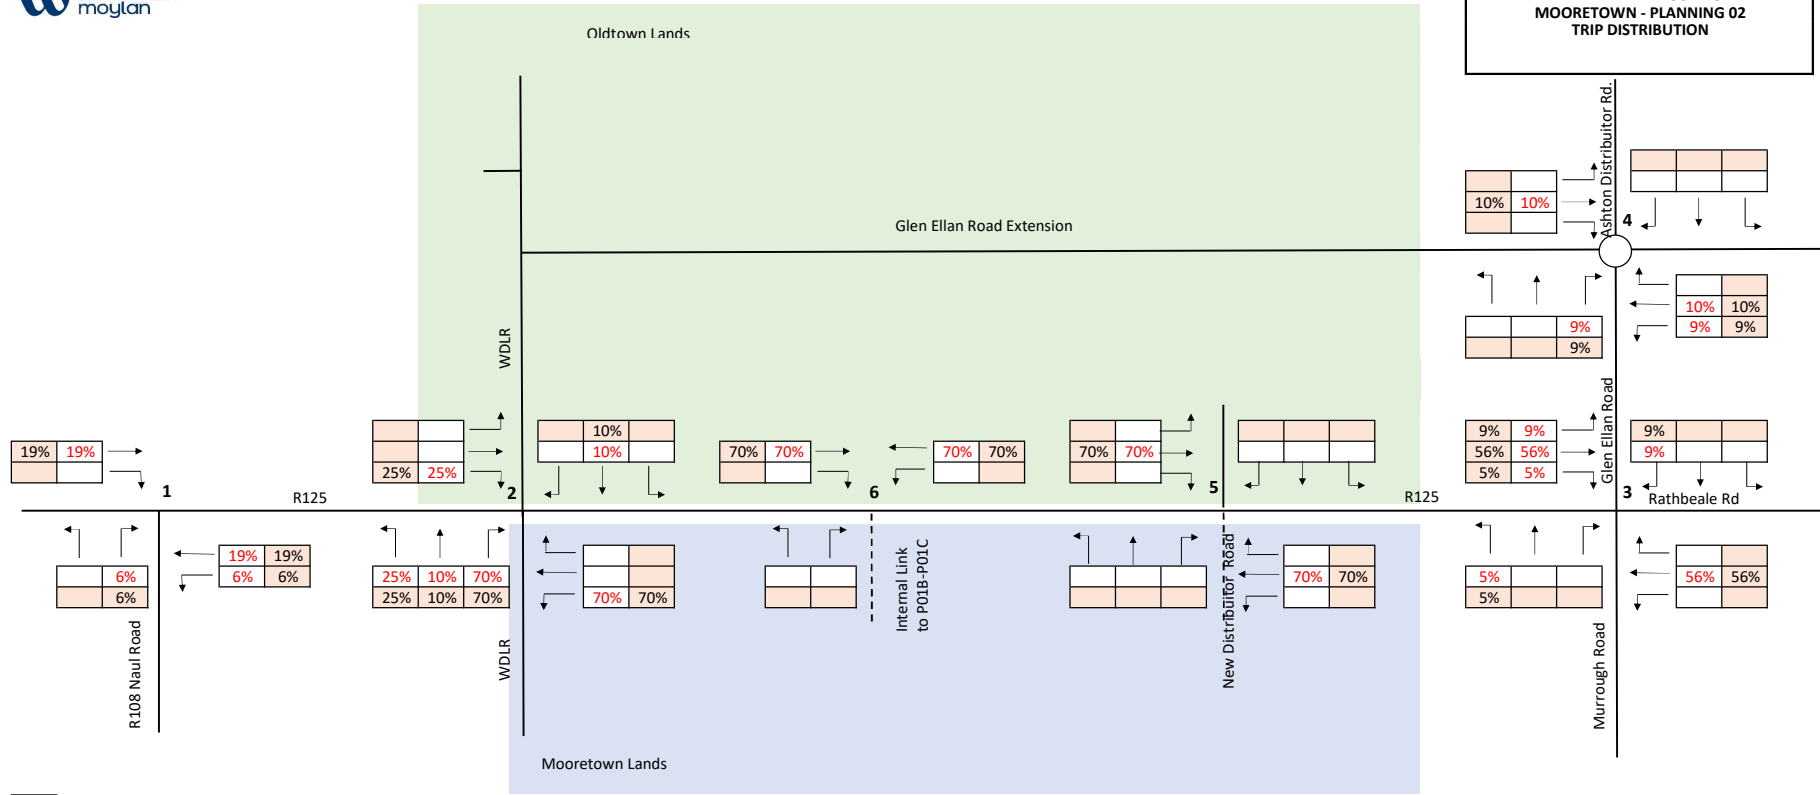 moylan
MOORETOWN - PLANNING 02
TRIP DISTRIBUTION
Oldtown Lands
Ashton Distribuitor Rd.
10% 10%
4
Glen Ellan Road Extension
10% 10%
9% 9%
9%
9%
WDLR
Glen Ellan Road
19% 19%
25% 25%
10%
10%
70% 70%
70% 70%
70% 70%
9% 9%
56% 56%
5% 5%
9%
9%
1
R125
2
6
5
R125
3
Rathbeale Rd
6%
6%
19% 19%
6% 6%
25% 10% 70%
25% 10% 70%
70% 70%
Internal Link
to P01B-P01C
New Distribuitor Road
70% 70%
5%
5%
56% 56%
R108 Naul Road
WDLR
Murrough Road
Mooretown Lands